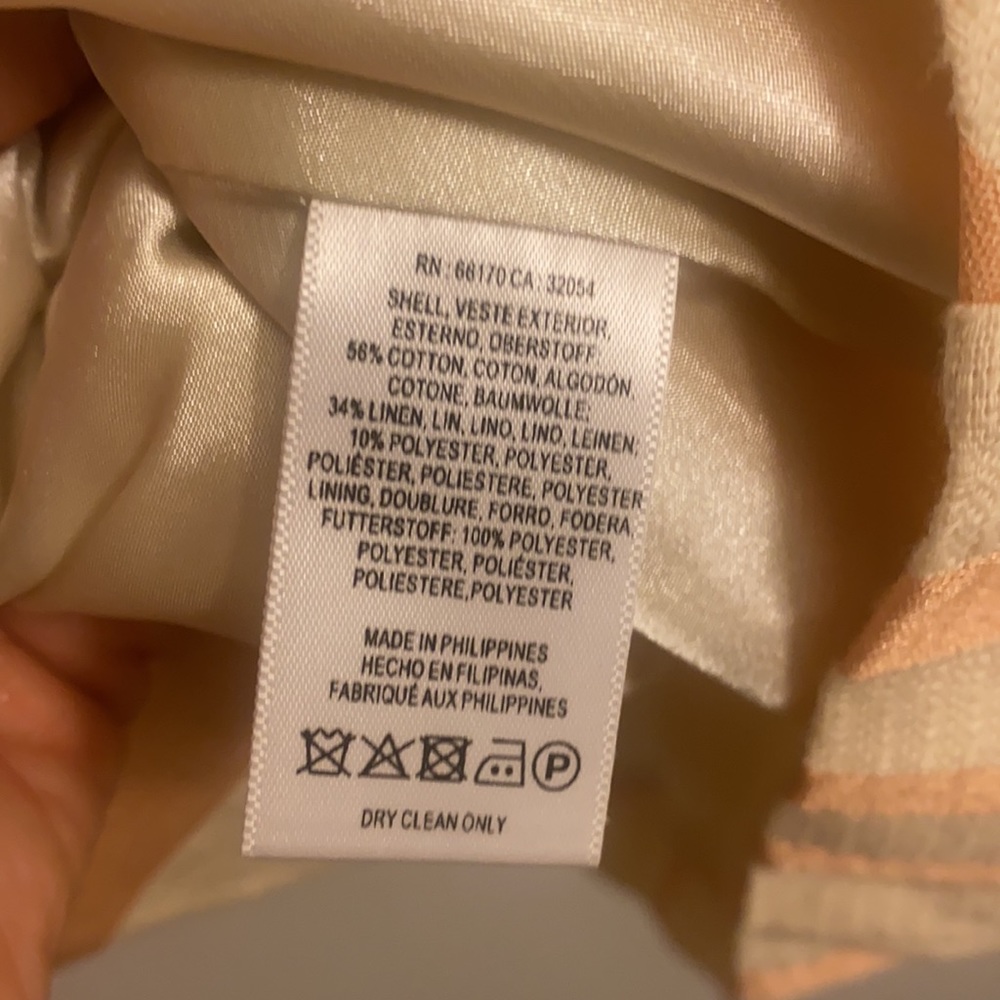 RN : 66170 CA : 32054
SHELL, VESTE EXTERIOR,
ESTERNO, OBERSTOFF:
56% COTTON, COTON, ALGODÓN,
COTONE, BAUMWOLLE;
34% LINEN, LIN, LINO, LINO, LEINEN;
10% POLYESTER, POLYESTER,
POLIÉSTER, POLIESTERE, POLYESTER
LINING, DOUBLURE, FORRO, FODERA,
FUTTERSTOFF: 100% POLYESTER,
POLYESTER, POLIÉSTER,
POLIESTERE,POLYESTER
MADE IN PHILIPPINES
HECHO EN FILIPINAS,
FABRIQUÉ AUX PHILIPPINES
P
DRY CLEAN ONLY